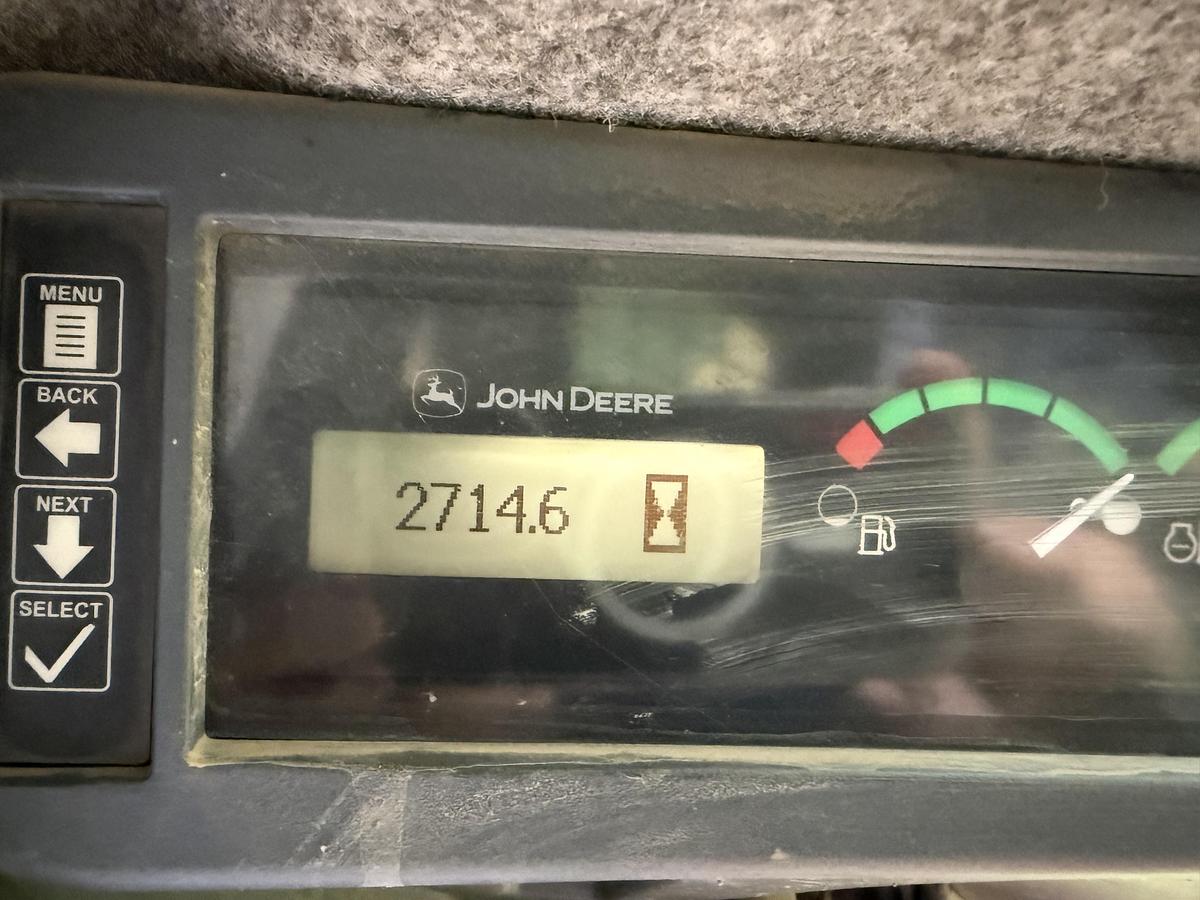 MENU
BACK
NEXT
SELECT
JOHN DEERE
2714.6